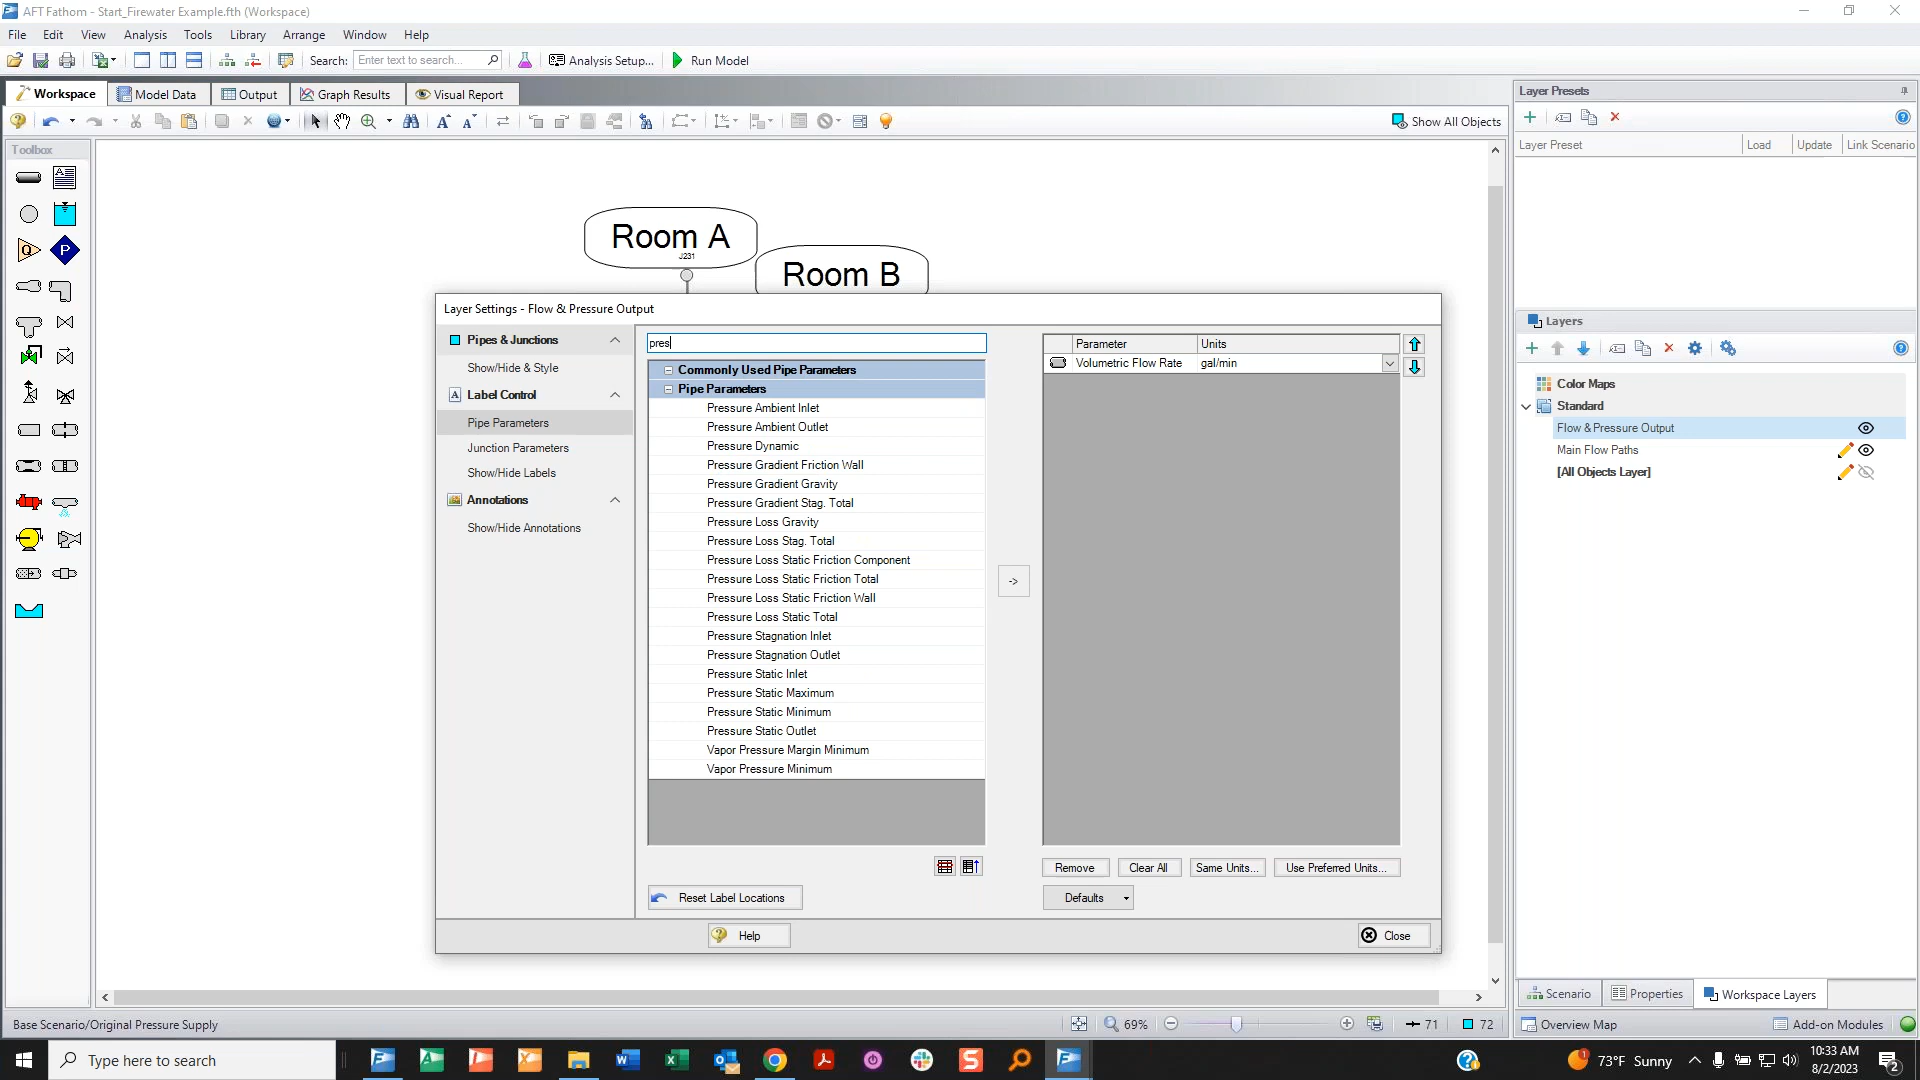 AFT Fathom - Start_Firewater Example.fth (Workspace)
File Edit View Analysis Tools Library Arrange Window Help
Search: Enter text to search... Analysis Setup... Run Model
Workspace Model Data Output Graph Results Visual Report
Show All Objects
Toolbox
Room A
J231
Room B
Layer Settings - Flow & Pressure Output
Pipes & Junctions
Show/Hide & Style
Label Control
Pipe Parameters
Junction Parameters
Show/Hide Labels
Annotations
Show/Hide Annotations
pres
Commonly Used Pipe Parameters
Pipe Parameters
Pressure Ambient Inlet
Pressure Ambient Outlet
Pressure Dynamic
Pressure Gradient Friction Wall
Pressure Gradient Gravity
Pressure Gradient Stag. Total
Pressure Loss Gravity
Pressure Loss Stag. Total
Pressure Loss Static Friction Component
Pressure Loss Static Friction Total
Pressure Loss Static Friction Wall
Pressure Loss Static Total
Pressure Stagnation Inlet
Pressure Stagnation Outlet
Pressure Static Inlet
Pressure Static Maximum
Pressure Static Minimum
Pressure Static Outlet
Vapor Pressure Margin Minimum
Vapor Pressure Minimum
Reset Label Locations
->
Parameter Units
Volumetric Flow Rate gal/min
Remove Clear All Same Units... Use Preferred Units...
Defaults
Help
Close
Layer Presets
Layer Preset Load Update Link Scenario
Layers
Color Maps
Standard
Flow & Pressure Output
Main Flow Paths
[All Objects Layer]
Scenario Properties Workspace Layers
Base Scenario/Original Pressure Supply
69%
71
72
Overview Map
Add-on Modules
Type here to search
73°F Sunny
10:33 AM
8/2/2023